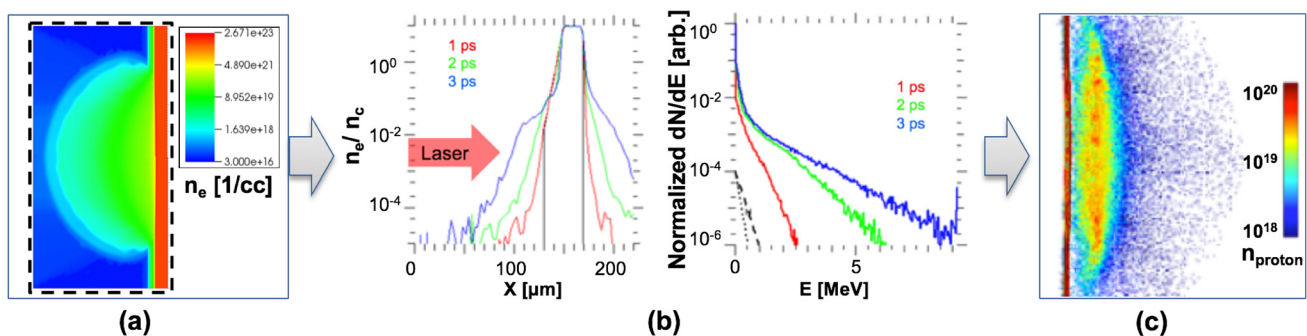 2.671e+23
4.890e+21
8.952e+19
1.639e+18
3.000e+16
n_e [1/cc]
(a)
n_e/ n_c
10^0
10^-2
10^-4
1 ps
2 ps
3 ps
Laser
0
100
200
X [μm]
Normalized dN/dE [arb.]
10^0
10^-2
10^-4
10^-6
1 ps
2 ps
3 ps
0
5
E [MeV]
(b)
10^20
10^19
10^18
n_proton
(c)